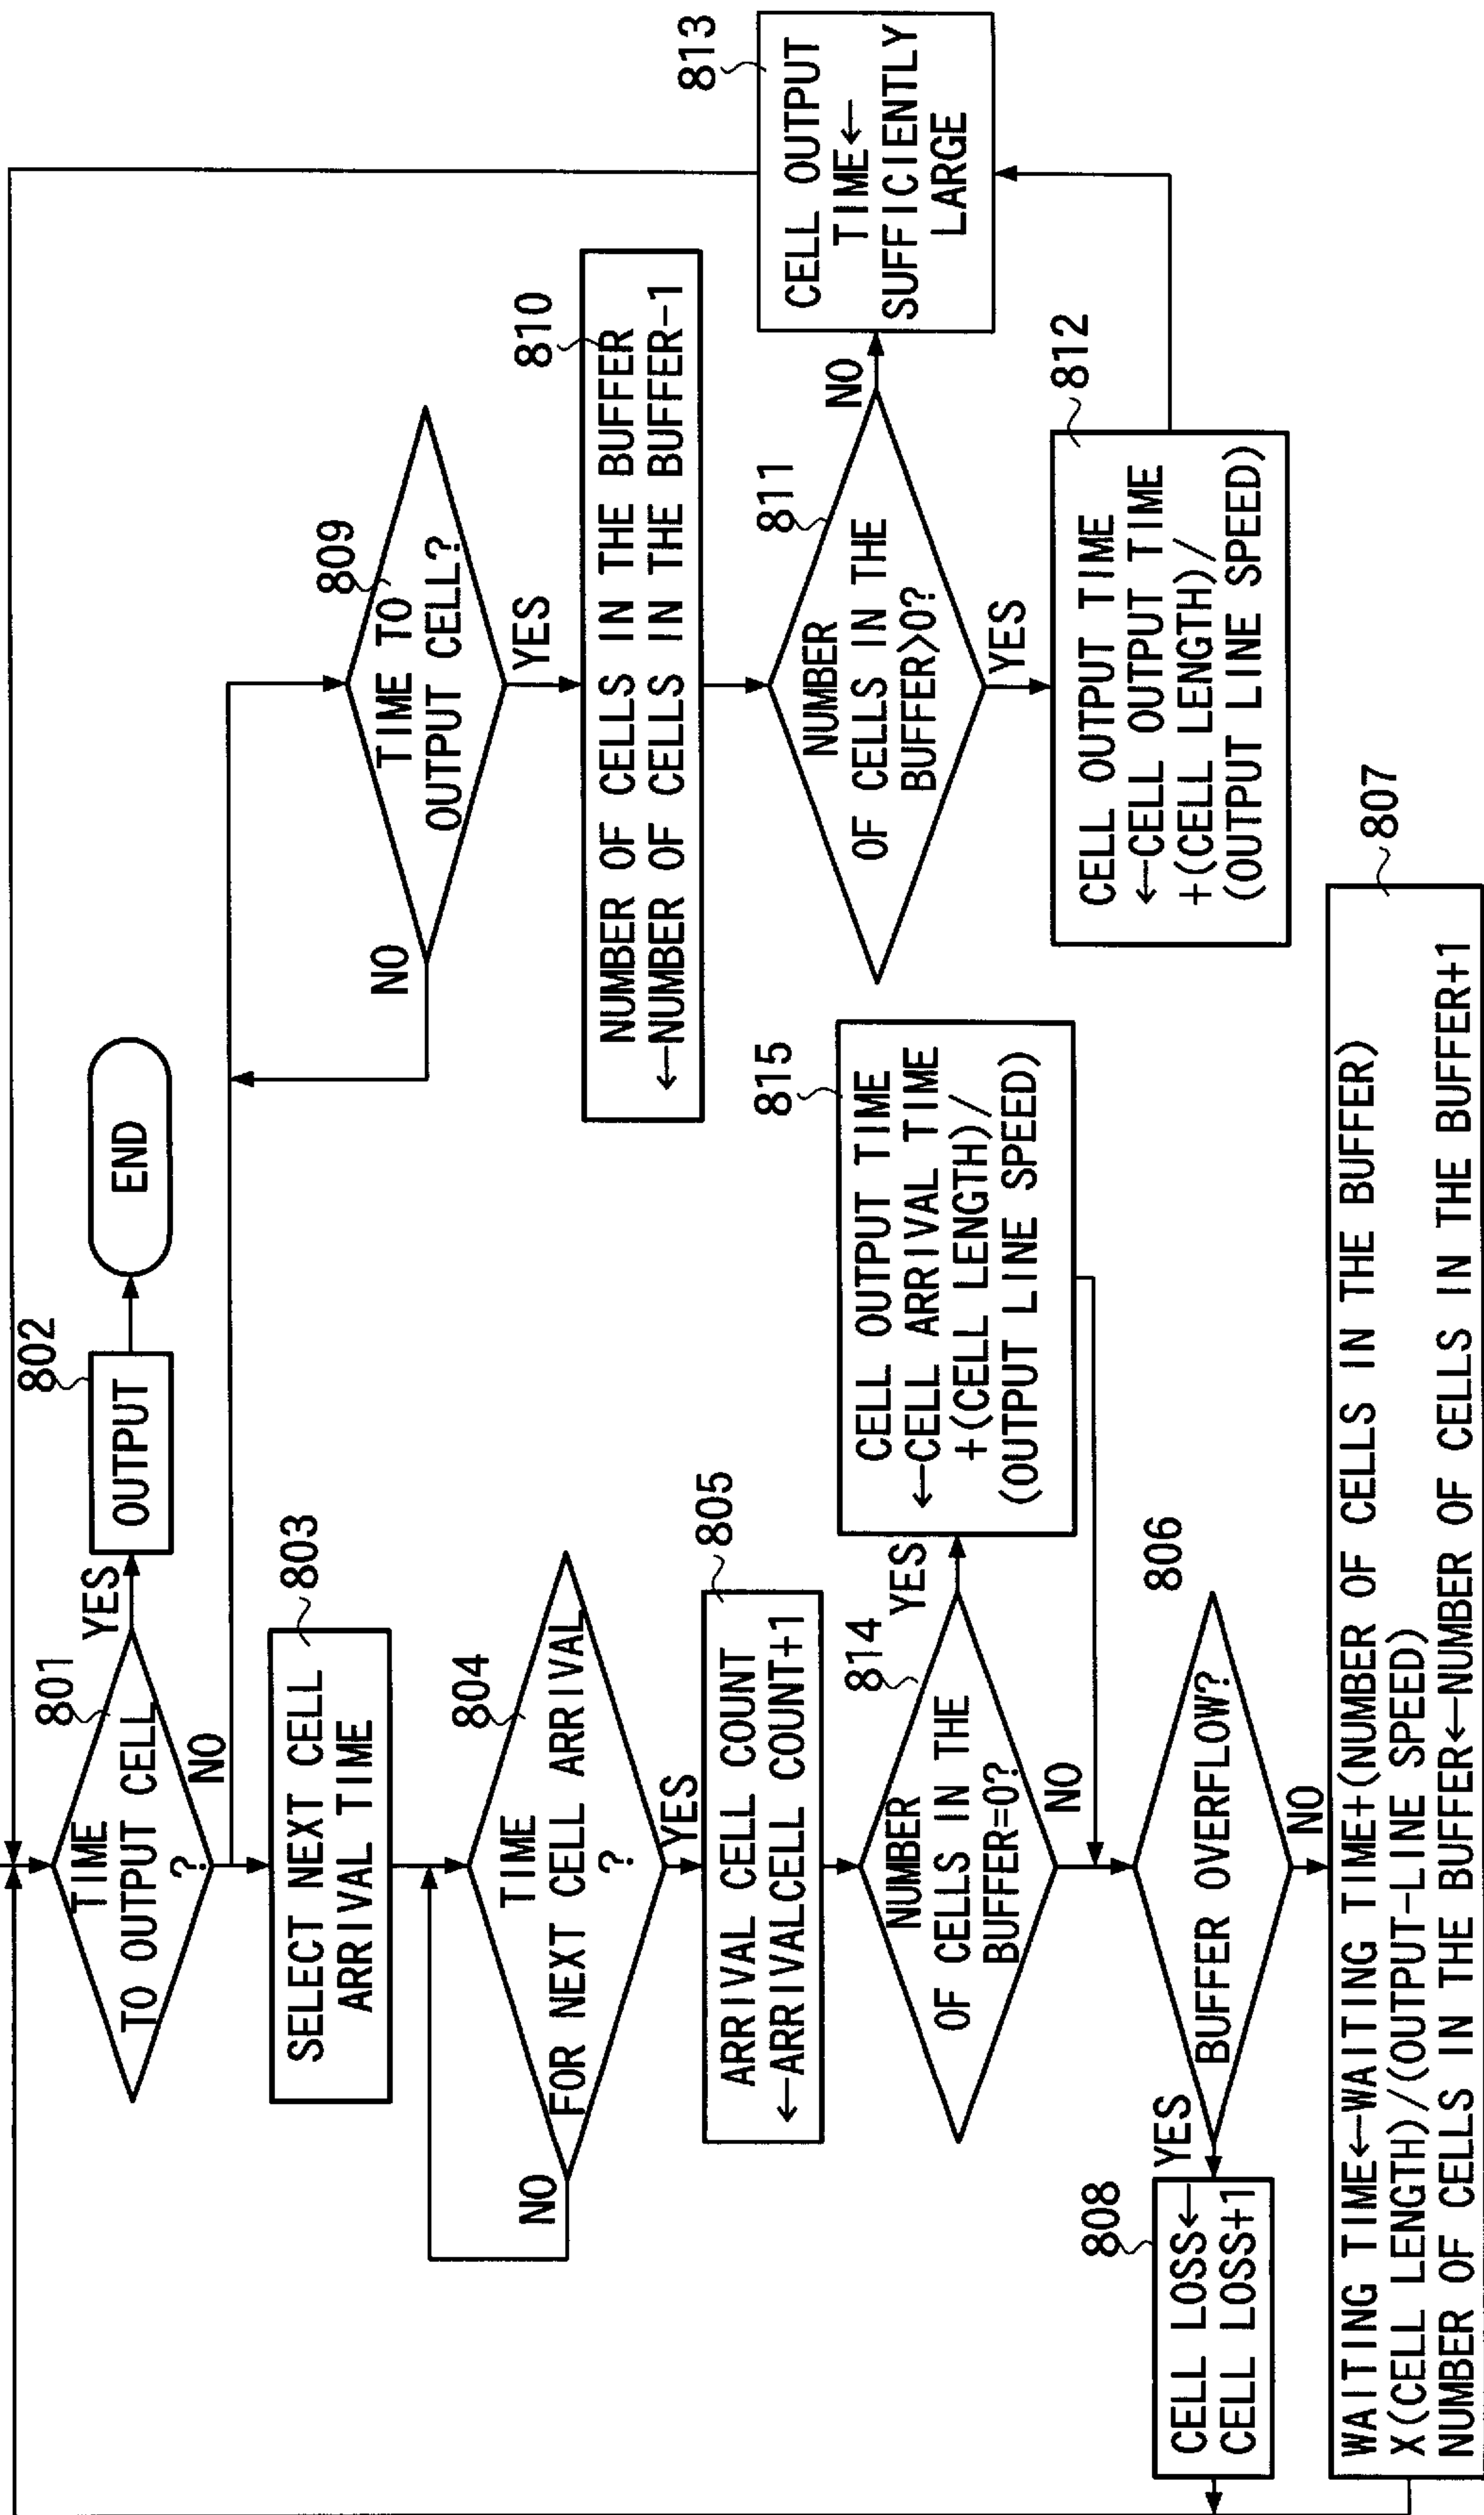 801
TIME
TO OUTPUT CELL
?
YES
NO
802
OUTPUT
END
803
SELECT NEXT CELL
ARRIVAL TIME
804
TIME
FOR NEXT CELL ARRIVAL
?
NO
YES
805
ARRIVAL CELL COUNT
←ARRIVALCELL COUNT+1
814
NUMBER
OF CELLS IN THE
BUFFER=0?
YES
NO
815
CELL OUTPUT TIME
←CELL ARRIVAL TIME
+(CELL LENGTH)/
(OUTPUT LINE SPEED)
806
BUFFER OVERFLOW?
YES
NO
808
CELL LOSS←
CELL LOSS+1
807
WAITING TIME←WAITING TIME+(NUMBER OF CELLS IN THE BUFFER)
X(CELL LENGTH)/(OUTPUT-LINE SPEED)
NUMBER OF CELLS IN THE BUFFER←NUMBER OF CELLS IN THE BUFFER+1
809
TIME TO
OUTPUT CELL?
NO
YES
810
NUMBER OF CELLS IN THE BUFFER
←NUMBER OF CELLS IN THE BUFFER-1
811
NUMBER
OF CELLS IN THE
BUFFER>0?
NO
YES
812
CELL OUTPUT TIME
←CELL OUTPUT TIME
+(CELL LENGTH)/
(OUTPUT LINE SPEED)
813
CELL OUTPUT
TIME←
SUFFICIENTLY
LARGE